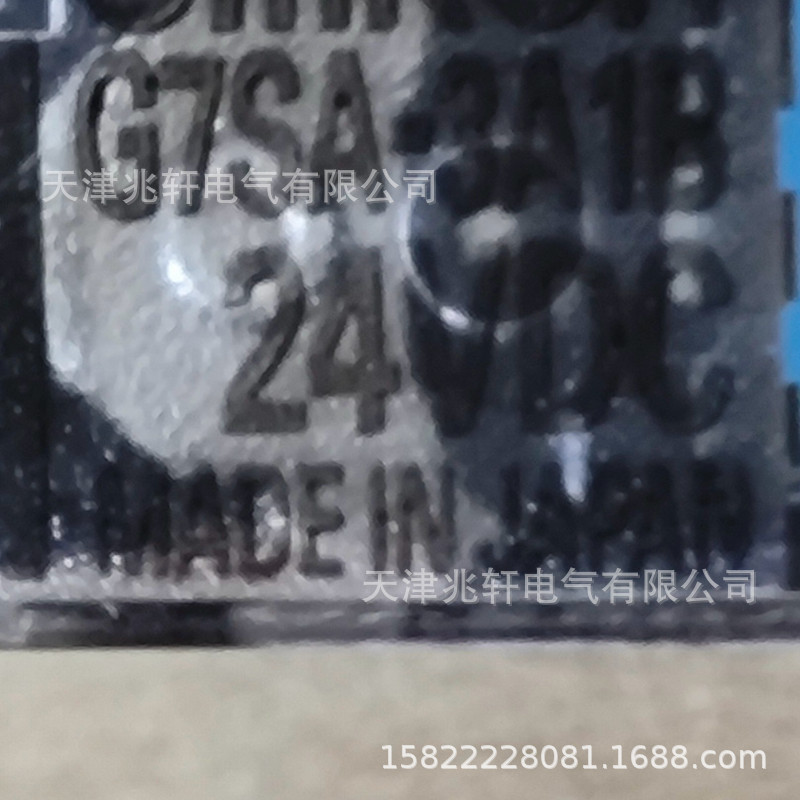 G7SA-3A1B
天津兆轩电气有限公司
24VDC
MADE IN JAPAN
天津兆轩电气有限公司
15822228081.1688.com